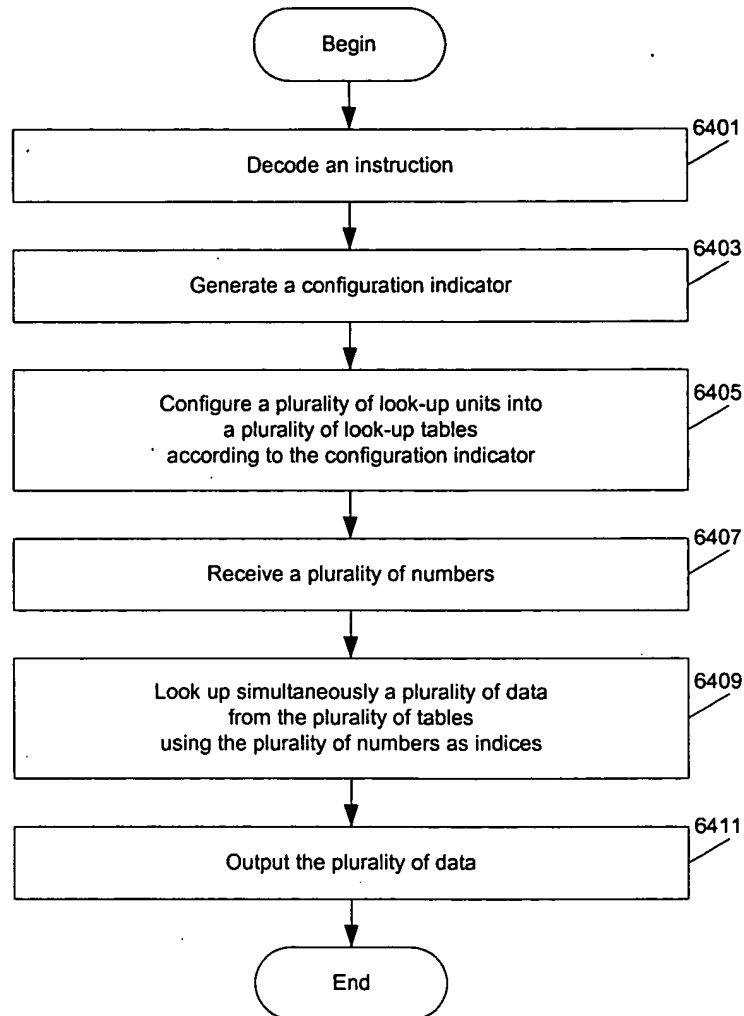 Begin
6401
Decode an instruction
6403
Generate a configuration indicator
6405
Configure a plurality of look-up units into
a plurality of look-up tables
according to the configuration indicator
6407
Receive a plurality of numbers
6409
Look up simultaneously a plurality of data
from the plurality of tables
using the plurality of numbers as indices
6411
Output the plurality of data
End